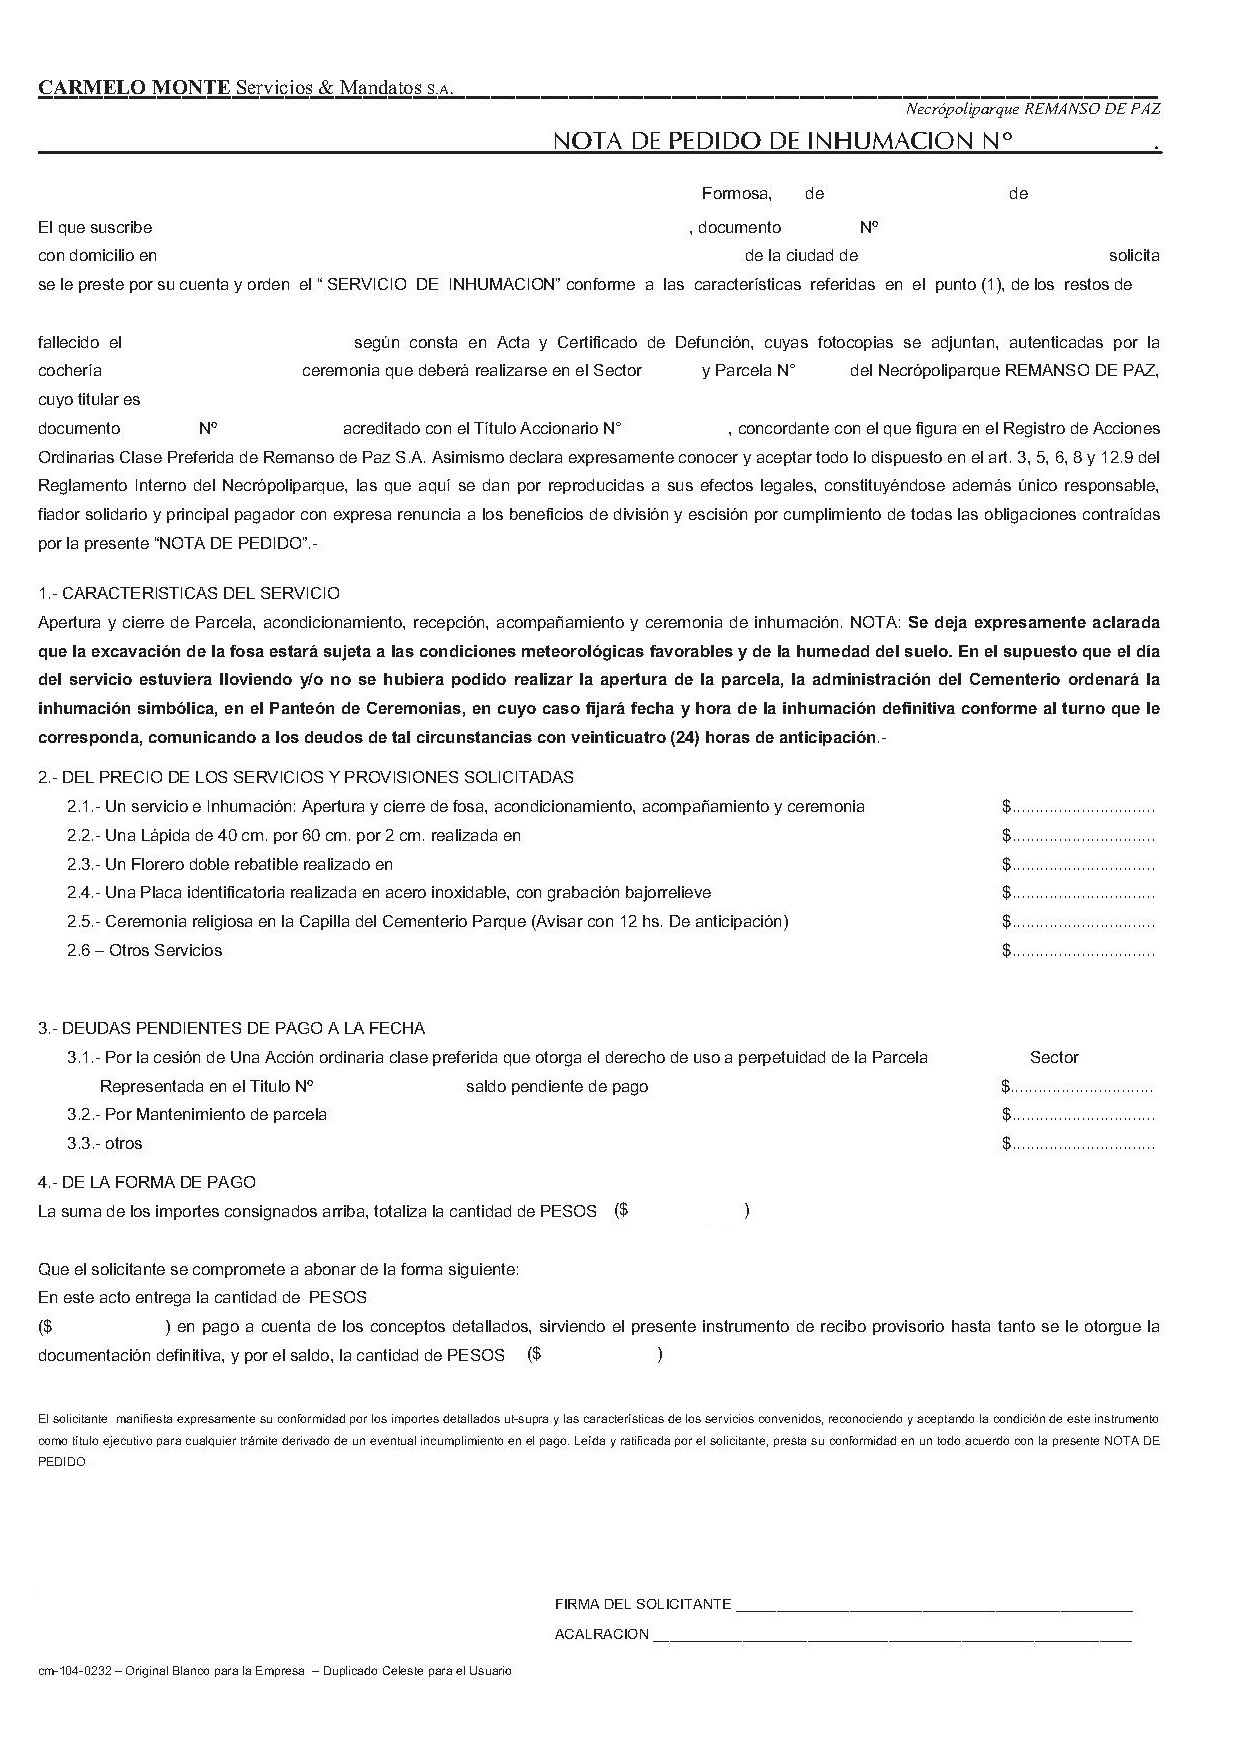 CARMELO MONTE Servicios & Mandatos S.A.
Necrópoliparque REMANSO DE PAZ
NOTA DE PEDIDO DE INHUMACION Nº .
Formosa, de de
El que suscribe , documento Nº
con domicilio en de la ciudad de solicita
se le preste por su cuenta y orden el “ SERVICIO DE INHUMACION” conforme a las características referidas en el punto (1), de los restos de
fallecido el según consta en Acta y Certificado de Defunción, cuyas fotocopias se adjuntan, autenticadas por la
cochería ceremonia que deberá realizarse en el Sector y Parcela N° del Necrópoliparque REMANSO DE PAZ,
cuyo titular es
documento Nº acreditado con el Título Accionario N° , concordante con el que figura en el Registro de Acciones
Ordinarias Clase Preferida de Remanso de Paz S.A. Asimismo declara expresamente conocer y aceptar todo lo dispuesto en el art. 3, 5, 6, 8 y 12.9 del
Reglamento Interno del Necrópoliparque, las que aquí se dan por reproducidas a sus efectos legales, constituyéndose además único responsable,
fiador solidario y principal pagador con expresa renuncia a los beneficios de división y escisión por cumplimiento de todas las obligaciones contraídas
por la presente “NOTA DE PEDIDO”.-
1.- CARACTERISTICAS DEL SERVICIO
Apertura y cierre de Parcela, acondicionamiento, recepción, acompañamiento y ceremonia de inhumación. NOTA: Se deja expresamente aclarada
que la excavación de la fosa estará sujeta a las condiciones meteorológicas favorables y de la humedad del suelo. En el supuesto que el día
del servicio estuviera lloviendo y/o no se hubiera podido realizar la apertura de la parcela, la administración del Cementerio ordenará la
inhumación simbólica, en el Panteón de Ceremonias, en cuyo caso fijará fecha y hora de la inhumación definitiva conforme al turno que le
corresponda, comunicando a los deudos de tal circunstancias con veinticuatro (24) horas de anticipación.-
2.- DEL PRECIO DE LOS SERVICIOS Y PROVISIONES SOLICITADAS
2.1.- Un servicio e Inhumación: Apertura y cierre de fosa, acondicionamiento, acompañamiento y ceremonia $...............................
2.2.- Una Lápida de 40 cm. por 60 cm. por 2 cm. realizada en $...............................
2.3.- Un Florero doble rebatible realizado en $...............................
2.4.- Una Placa identificatoria realizada en acero inoxidable, con grabación bajorrelieve $...............................
2.5.- Ceremonia religiosa en la Capilla del Cementerio Parque (Avisar con 12 hs. De anticipación) $...............................
2.6 – Otros Servicios $...............................
3.- DEUDAS PENDIENTES DE PAGO A LA FECHA
3.1.- Por la cesión de Una Acción ordinaria clase preferida que otorga el derecho de uso a perpetuidad de la Parcela Sector
Representada en el Titulo Nº saldo pendiente de pago $...............................
3.2.- Por Mantenimiento de parcela $...............................
3.3.- otros $...............................
4.- DE LA FORMA DE PAGO
La suma de los importes consignados arriba, totaliza la cantidad de PESOS ($ )
Que el solicitante se compromete a abonar de la forma siguiente:
En este acto entrega la cantidad de PESOS
($ ) en pago a cuenta de los conceptos detallados, sirviendo el presente instrumento de recibo provisorio hasta tanto se le otorgue la
documentación definitiva, y por el saldo, la cantidad de PESOS ($ )
El solicitante manifiesta expresamente su conformidad por los importes detallados ut-supra y las características de los servicios convenidos, reconociendo y aceptando la condición de este instrumento
como título ejecutivo para cualquier trámite derivado de un eventual incumplimiento en el pago. Leída y ratificada por el solicitante, presta su conformidad en un todo acuerdo con la presente NOTA DE
PEDIDO
FIRMA DEL SOLICITANTE ____________________
ACALRACION ____________________
cm-104-0232 – Original Blanco para la Empresa – Duplicado Celeste para el Usuario